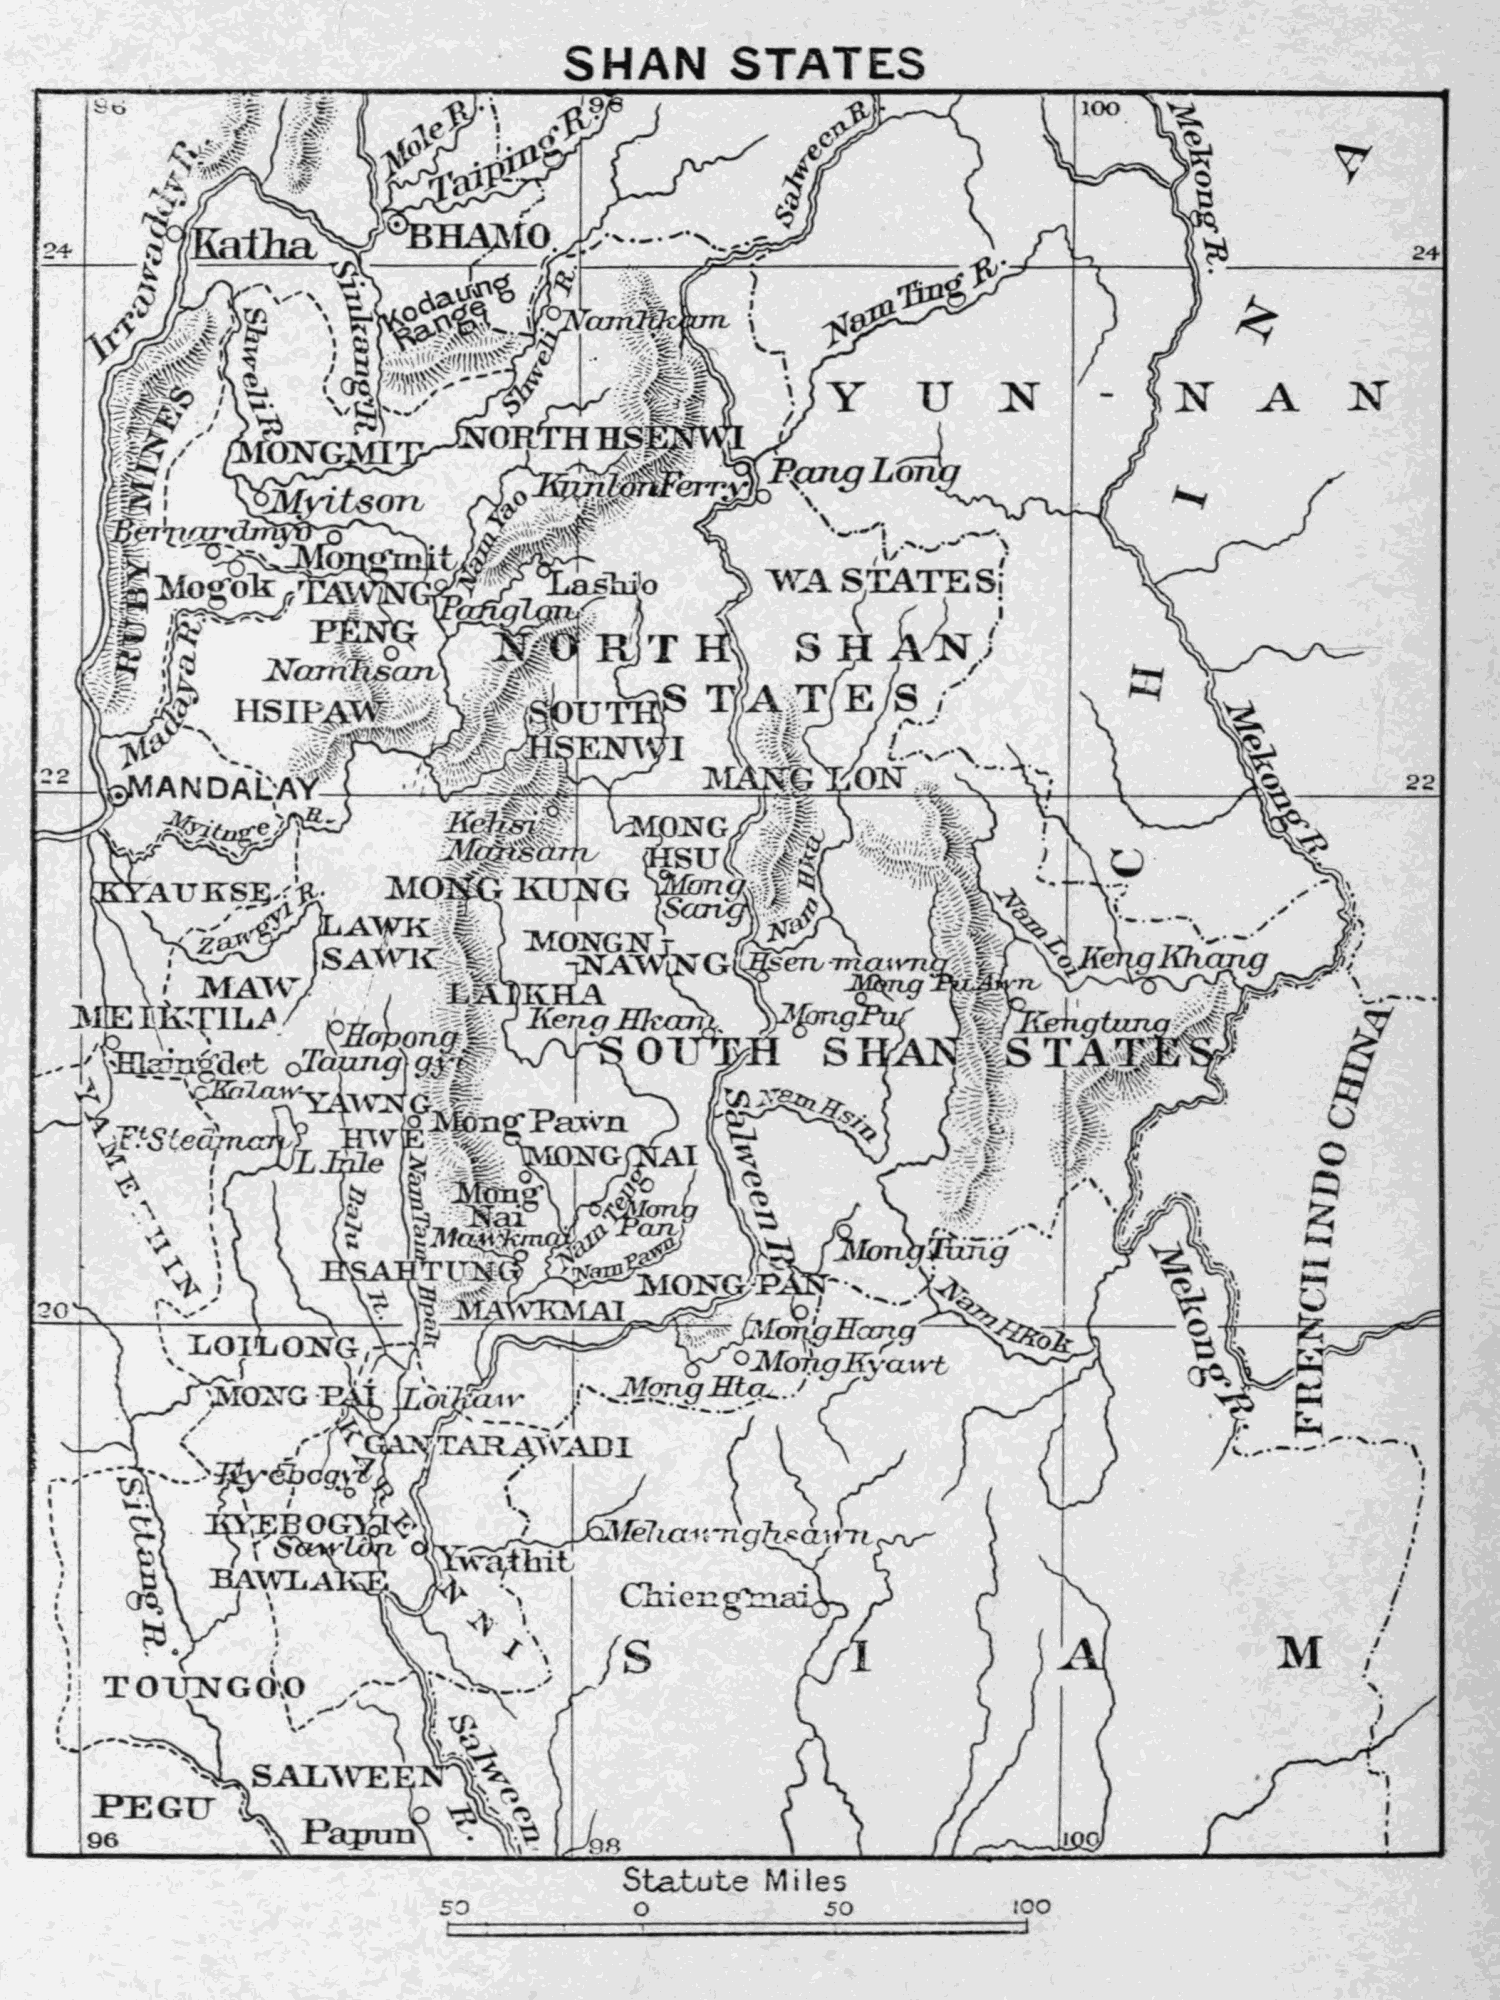 SHAN STATES
96
98
100
Mole R.
Taiping R.
Salween R.
Mekong R.
Irrawaddy R.
Katha
BHAMO
24
24
Sinkang R.
Kodaung
Range
Shweli R.
Shweli R.
Namhkam
Nam Ting R.
YUN-NAN
CHINA
RUBY MINES
MONGMIT
NORTH HSENWI
Myitson
Kunlon Ferry
Pang Long
Bernardmyo
Mongmit
Nam Yao
Mogok
TAWNG
PENG
Lashio
Panglon
WA STATES
Namhsan
NORTH SHAN
STATES
Madaya R.
HSIPAW
SOUTH
HSENWI
22
MANDALAY
MANG LON
22
Mekong R.
Myitnge R.
Kehsi
Mansam
MONG
HSU
Nam Hka
KYAUKSE
Zawgyi R.
MONG KUNG
Mong
Sang
LAWK
SAWK
MONGN-
-NAWNG
Hsen-mawng
Nam Loi
Keng Khang
MAW
LAIKHA
Mong Pu Awn
MEIKTILA
Hopong
Keng Hkam
Mong Pu
Kengtung
Hlaingdet
Taung gyi
SOUTH SHAN STATES
Kalaw
YAWNG
HWE
Mong Pawn
Salween R.
Nam Hsin
Ft. Steaman
L. Inle
MONG NAI
YAMETHIN
Balu R.
Nam Tam Hpak
Mong
Nai
Nam Teng
Mong
Pan
Mawkmai
Nam Pawn
Mong Tung
HSAHTUNG
MONG PAN
Mekong R.
FRENCH INDO CHINA
20
MAWKMAI
Mong Hang
Nam Hkok
LOILONG
Mong Kyawt
MONG PAI
Loikaw
Mong Hta
KARENNI
GANTARAWADI
Kyebogyi
Sittang R.
KYEBOGYI
Sawlon
Mehawnghsawn
Ywathit
BAWLAKE
Chiengmai
SIAM
TOUNGOO
SALWEEN
Salween R.
PEGU
Papun
96
98
100
Statute Miles
50 0 50 100